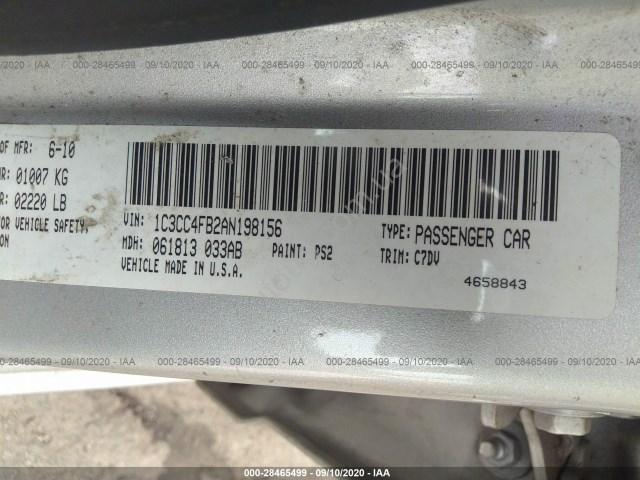 000-28465499 - 09/10/2020 - IAA 000-28465499 - 09/10/2020 - IAA 000-28465499 - 09/10/2020 - IAA
OF MFR: 6-10
R: 01007 KG
R: 02220 LB
OR VEHICLE SAFETY,
ION
VIN: 1C3CC4FB2AN198156
TYPE: PASSENGER CAR
MDH: 061813 033AB PAINT: PS2 TRIM: C7DV
VEHICLE MADE IN U.S.A.
4658843
000-28465499 - 09/10/2020 - IAA 000-28465499 - 09/10/2020 - IAA 000-28465499 - 09/10/2020 - IAA
000-28465499 - 09/10/2020 - IAA